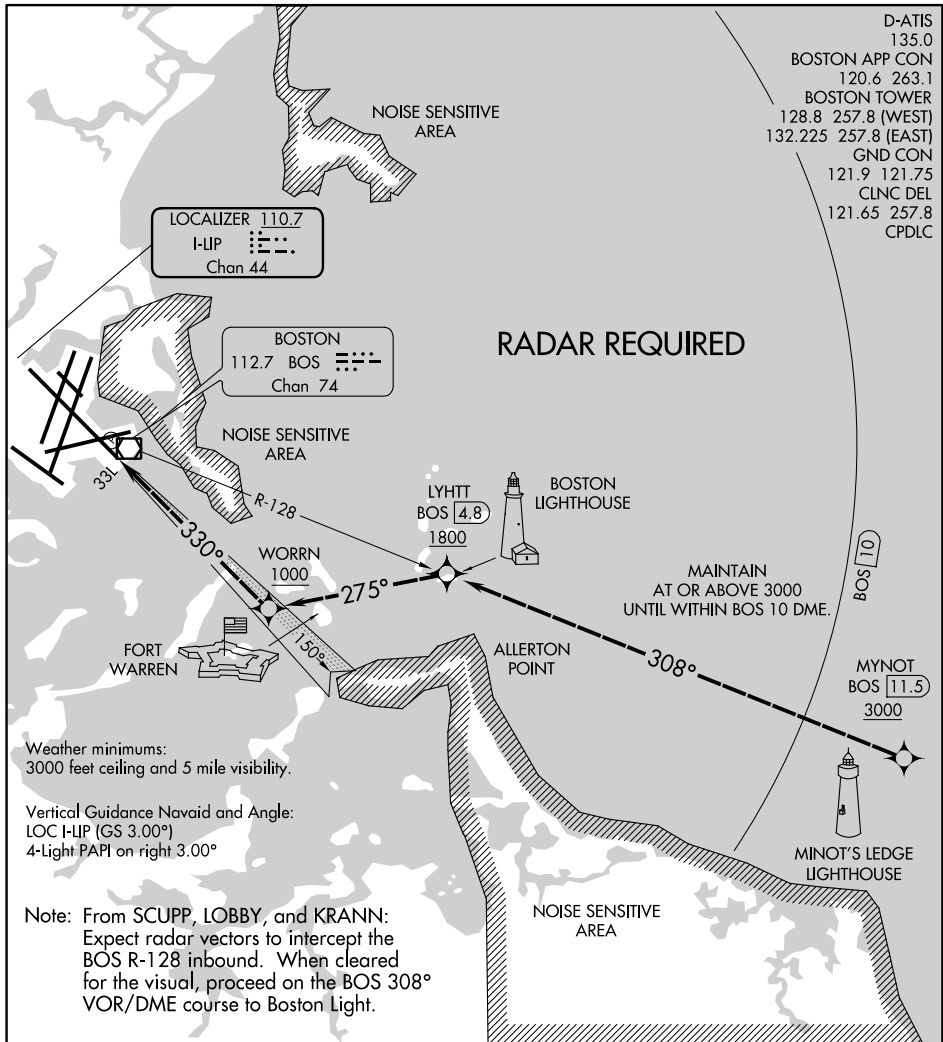 D-ATIS
135.0
BOSTON APP CON
120.6 263.1
BOSTON TOWER
128.8 257.8 (WEST)
132.225 257.8 (EAST)
GND CON
121.9 121.75
CLNC DEL
121.65 257.8
CPDLC
NOISE SENSITIVE
AREA
LOCALIZER 110.7
I-LIP
Chan 44
RADAR REQUIRED
BOSTON
112.7 BOS
Chan 74
NOISE SENSITIVE
AREA
33L
R-128
LYHTT
BOS 4.8
1800
BOSTON
LIGHTHOUSE
330°
WORRN
1000
275°
MAINTAIN
AT OR ABOVE 3000
UNTIL WITHIN BOS 10 DME.
BOS 10
FORT
WARREN
150°
ALLERTON
POINT
308°
MYNOT
BOS 11.5
3000
Weather minimums:
3000 feet ceiling and 5 mile visibility.
Vertical Guidance Navaid and Angle:
LOC I-LIP (GS 3.00°)
4-Light PAPI on right 3.00°
MINOT'S LEDGE
LIGHTHOUSE
NOISE SENSITIVE
AREA
Note: From SCUPP, LOBBY, and KRANN:
Expect radar vectors to intercept the
BOS R-128 inbound. When cleared
for the visual, proceed on the BOS 308°
VOR/DME course to Boston Light.